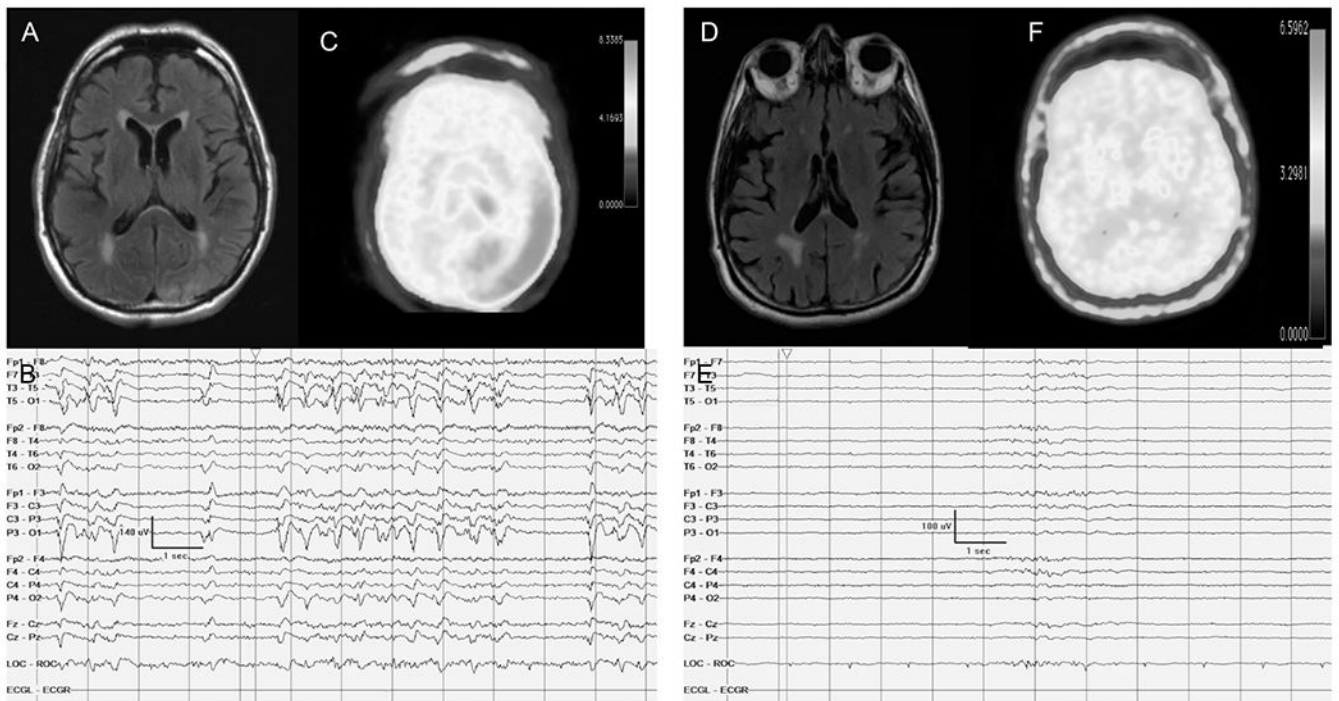 A
C
8.3385
4.1693
0.0000
D
F
6.5962
3.2981
0.0000
B
Fp1 - F8
T3 - T5
T5 - O1
Fp2 - F8
F8 - T4
T4 - T6
T6 - O2
Fp1 - F3
F3 - C3
C3 - P3
P3 - O1
140 uV
1 sec
Fp2 - F4
F4 - C4
C4 - P4
P4 - O2
Fz - Cz
Cz - Pz
LOC - ROC
ECGL - ECGR
E
Fp1 - F7
F7 - T3
T3 - T5
T5 - O1
Fp2 - F8
F8 - T4
T4 - T6
T6 - O2
Fp1 - F3
F3 - C3
C3 - P3
P3 - O1
100 uV
1 sec
Fp2 - F4
F4 - C4
C4 - P4
P4 - O2
Fz - Cz
Cz - Pz
LOC - ROC
ECGL - ECGR